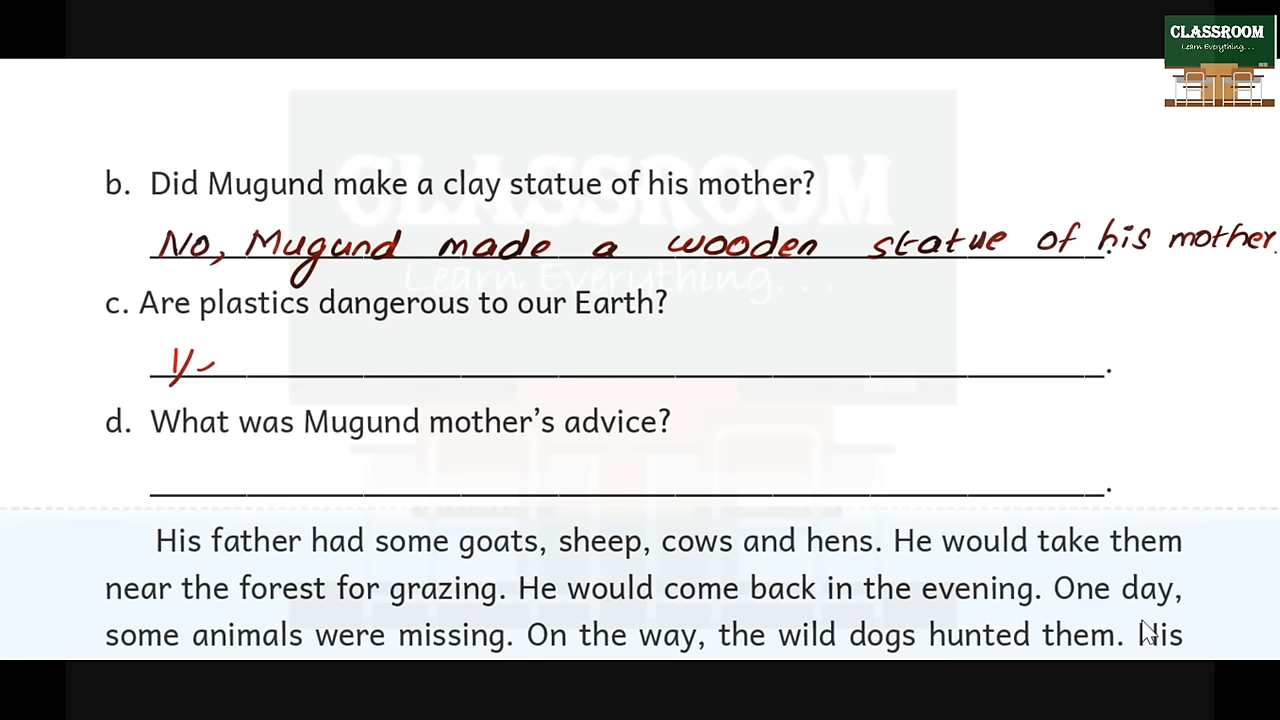 CLASSROOM
Learn Everything. . .
CLASSROOM
b. Did Mugund make a clay statue of his mother?
No, Mugund made a wooden statue of his mother.
Learn Everything. . .
c. Are plastics dangerous to our Earth?
d. What was Mugund mother's advice?
His father had some goats, sheep, cows and hens. He would take them
near the forest for grazing. He would come back in the evening. One day,
some animals were missing. On the way, the wild dogs hunted them. His